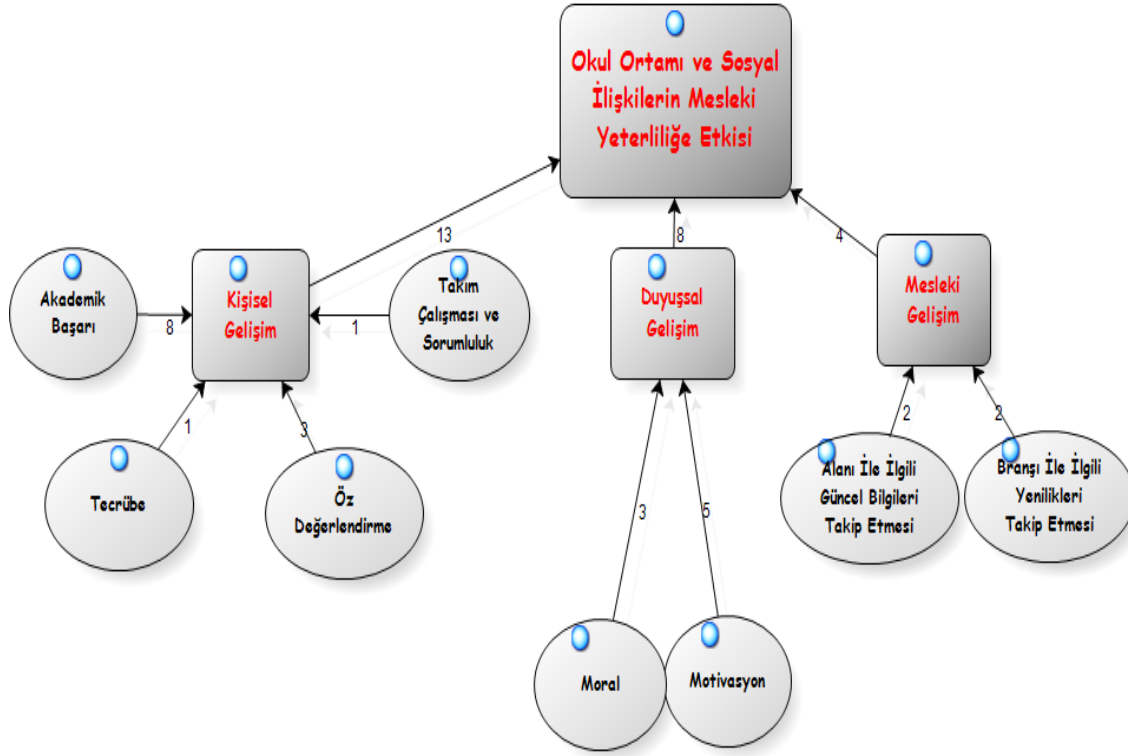 Okul Ortamı ve Sosyal
İlişkilerin Mesleki
Yeterliliğe Etkisi
13
8
4
Akademik
Başarı
8
Kişisel
Gelişim
1
Takım
Çalışması ve
Sorumluluk
Duyuşsal
Gelişim
Mesleki
Gelişim
1
3
2
2
Tecrübe
Öz
Değerlendirme
Alanı İle İlgili
Güncel Bilgileri
Takip Etmesi
Branşı İle İlgili
Yenilikleri
Takip Etmesi
3
5
Moral
Motivasyon